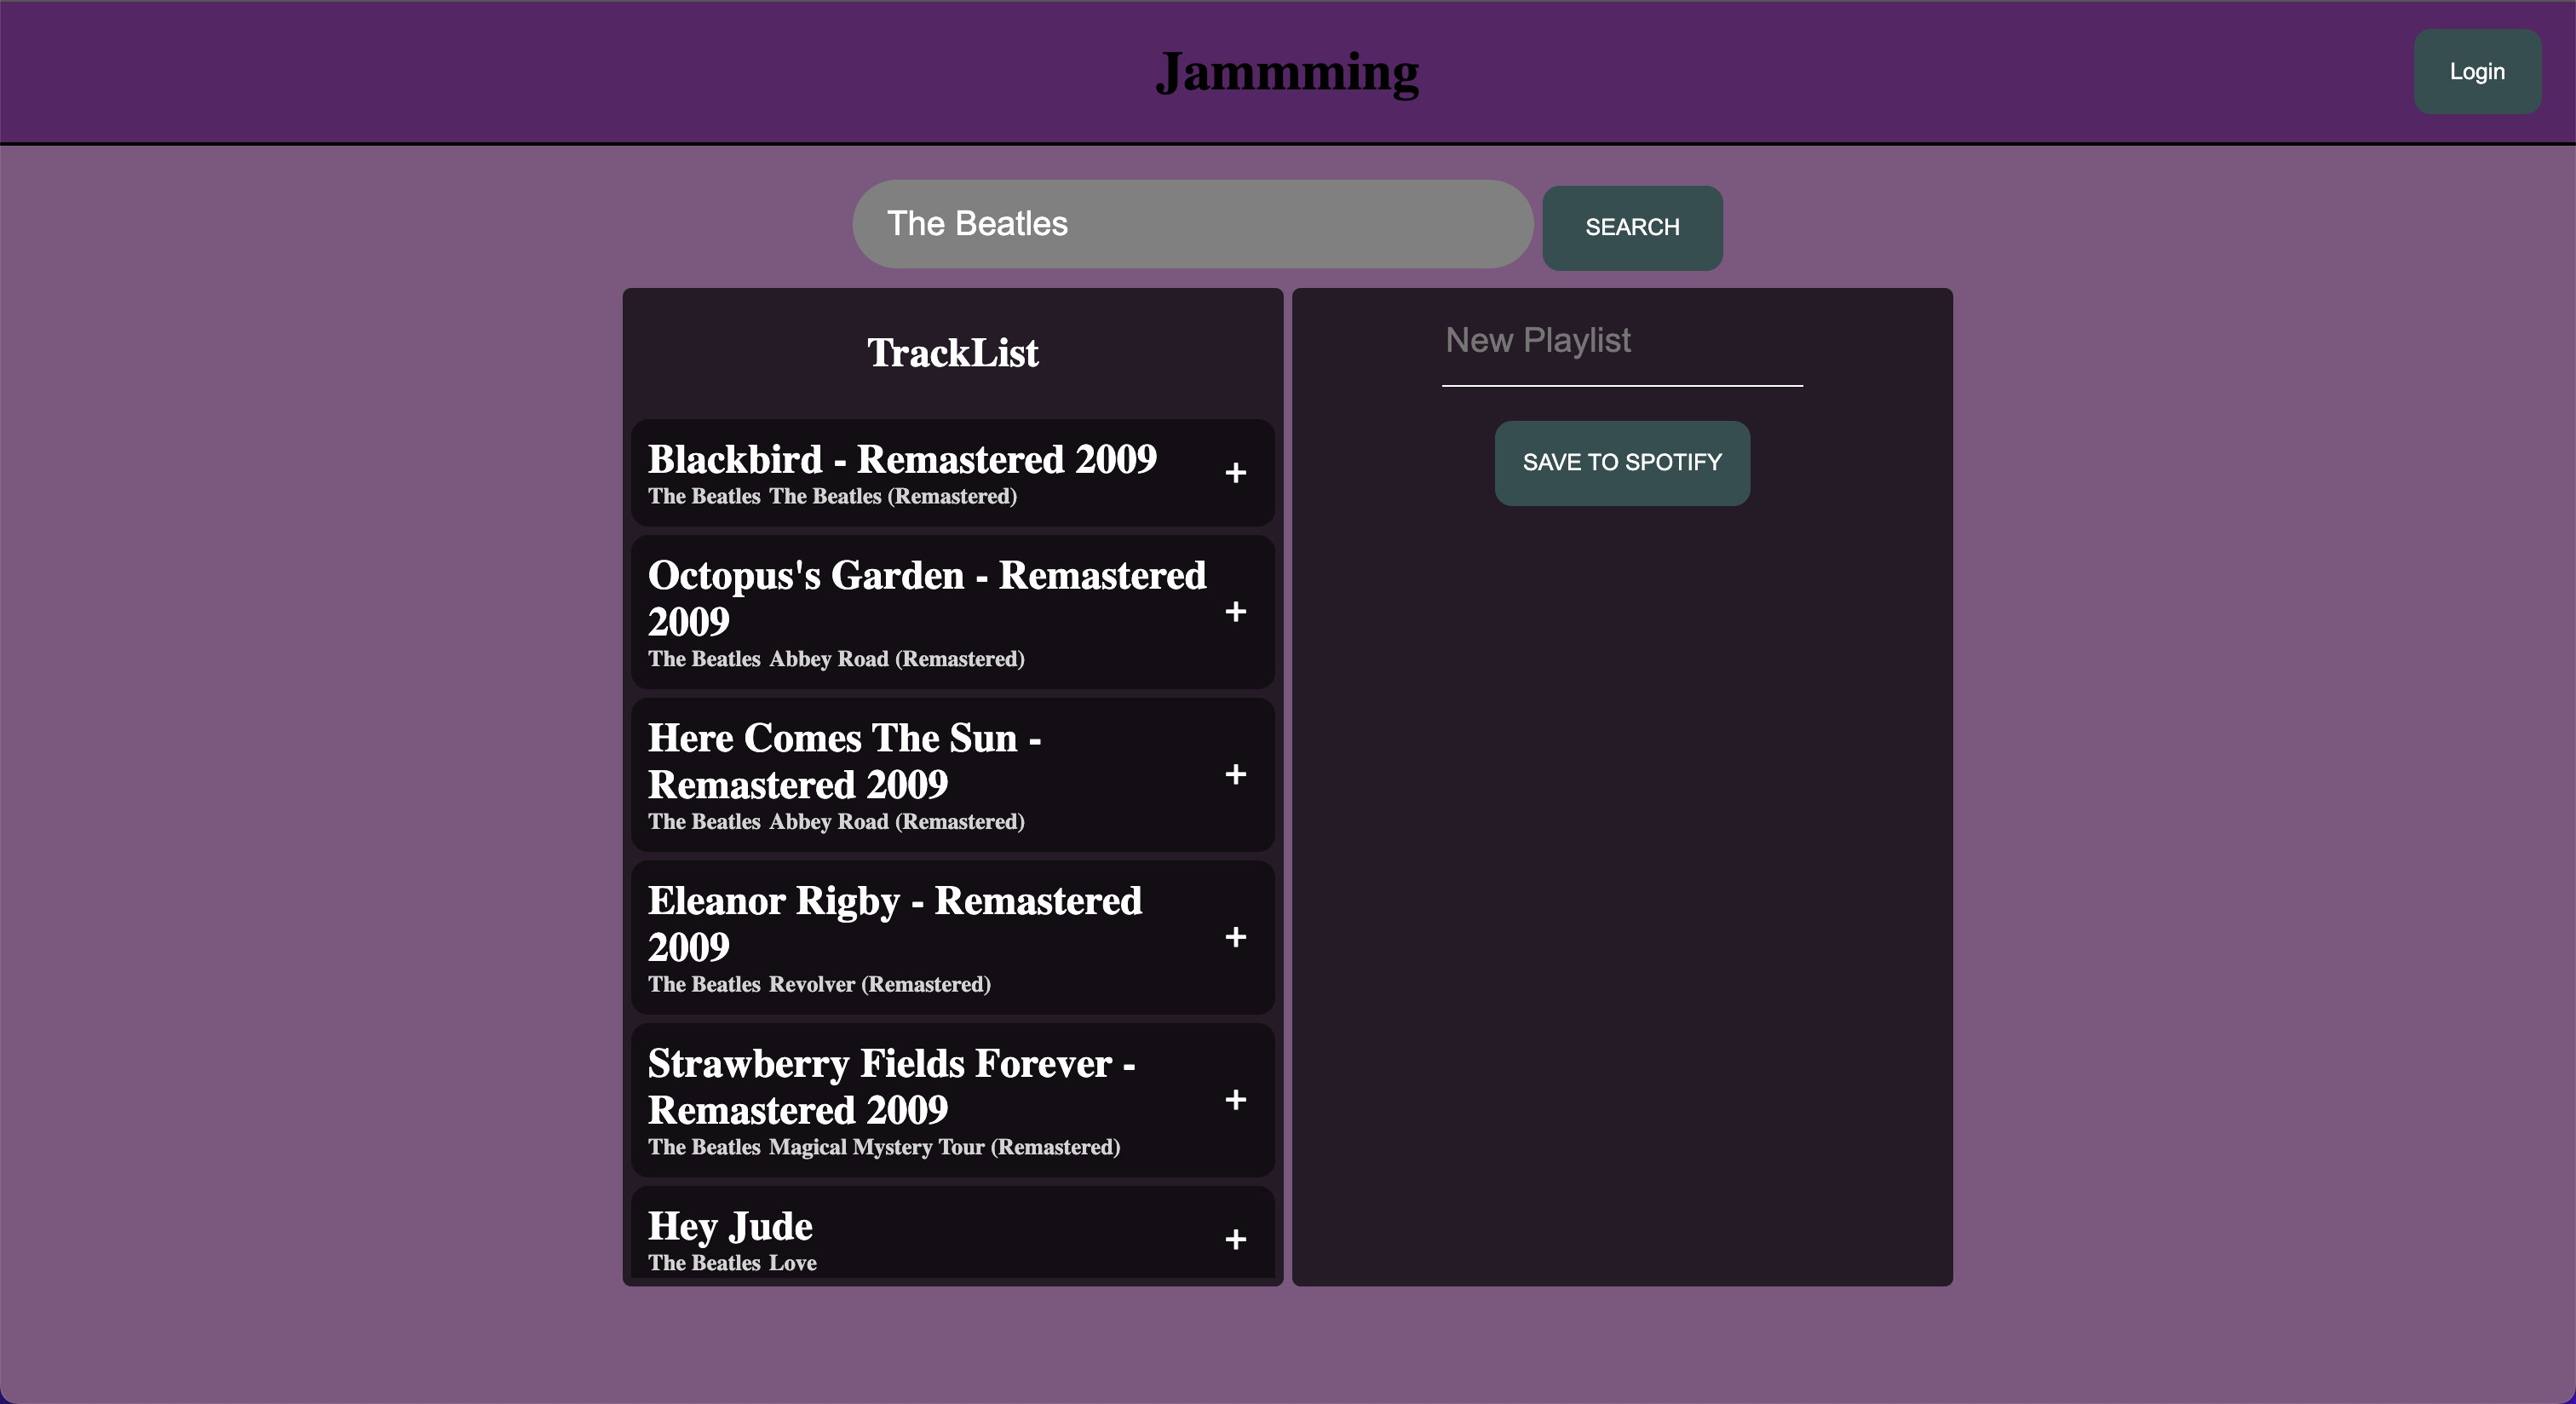 Jammming
Login
The Beatles
SEARCH
TrackList
Blackbird - Remastered 2009
+
The Beatles The Beatles (Remastered)
Octopus's Garden - Remastered
2009
+
The Beatles Abbey Road (Remastered)
Here Comes The Sun -
Remastered 2009
+
The Beatles Abbey Road (Remastered)
Eleanor Rigby - Remastered
2009
+
The Beatles Revolver (Remastered)
Strawberry Fields Forever -
Remastered 2009
+
The Beatles Magical Mystery Tour (Remastered)
Hey Jude
+
The Beatles Love
New Playlist
SAVE TO SPOTIFY